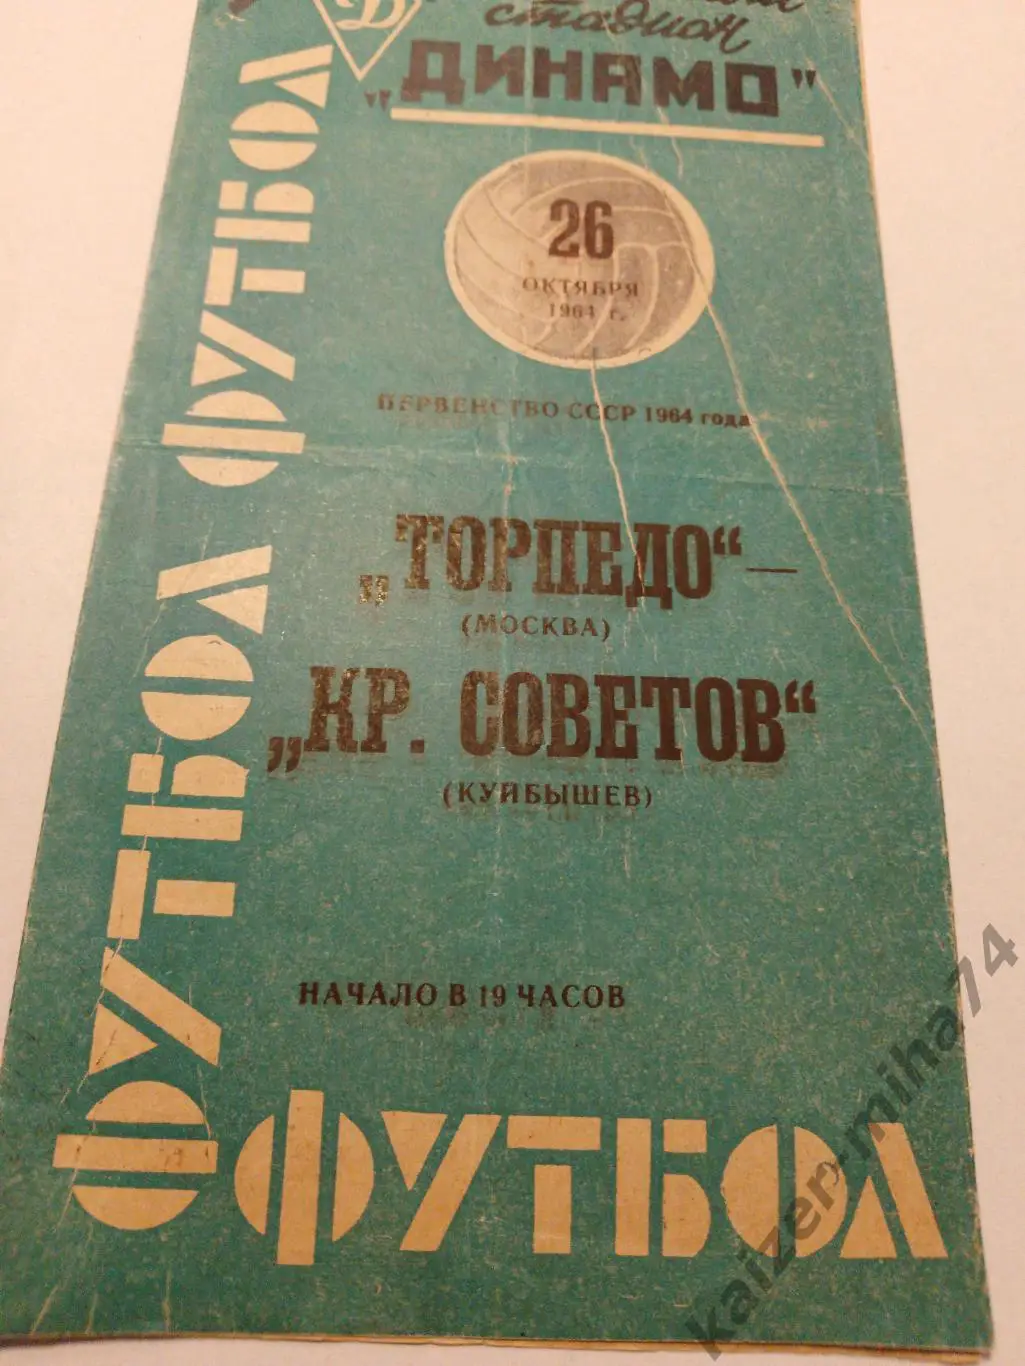 Д
стадион
"ДИНАМО"
26
ОКТЯБРЯ
1964 г.
ПЕРВЕНСТВО СССР 1964 года
„ТОРПЕДО“—
(МОСКВА)
„КР. СОВЕТОВ“
(КУЙБЫШЕВ)
НАЧАЛО В 19 ЧАСОВ
ФУТБОЛ ФУТБОЛ
ФУТБОЛ
kaizer-miha74